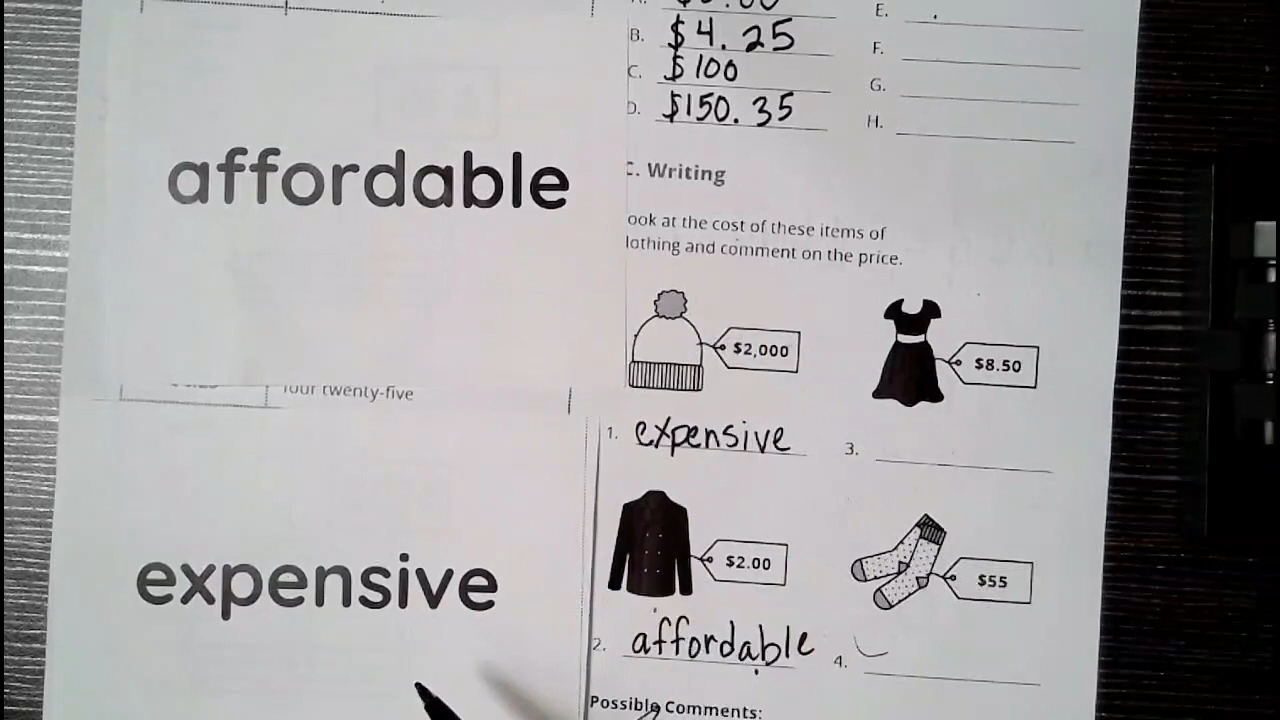 E.
B. $4.25
F.
C. $100
G.
D. $150.35
H.
affordable
C. Writing
ook at the cost of these items of
lothing and comment on the price.
$2,000
$8.50
four twenty-five
1. expensive
3.
$2.00
$55
expensive
2. affordable
4.
Possible Comments: